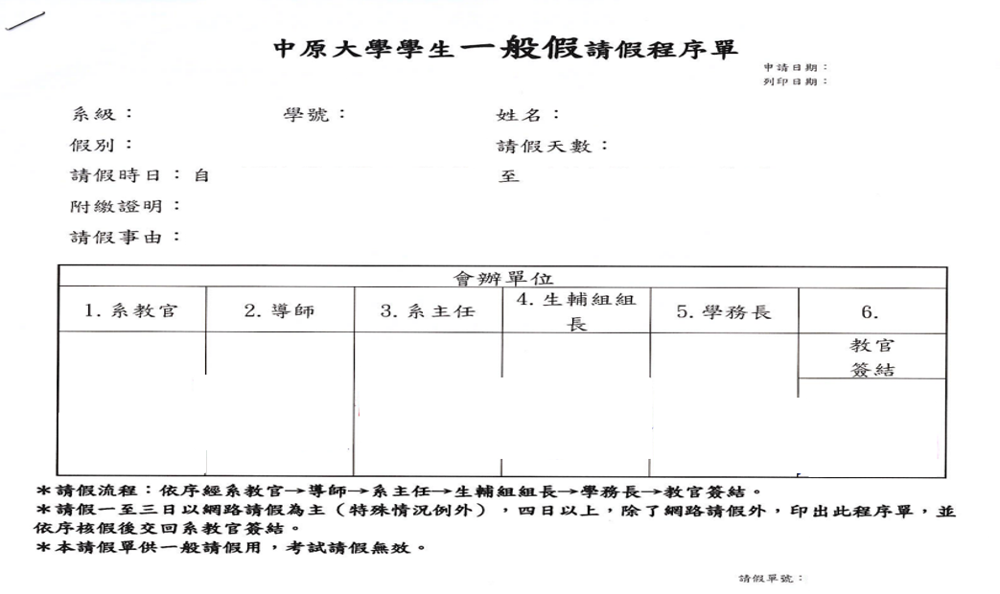 中原大學學生一般假請假程序單
申請日期：
列印日期：
系級： 學號： 姓名：
假別： 請假天數：
請假時日：自 至
附繳證明：
請假事由：
會辦單位
1. 系教官 2. 導師 3. 系主任 4. 生輔組組長 5. 學務長 6.
教官
簽結
＊請假流程：依序經系教官→導師→系主任→生輔組組長→學務長→教官簽結。
＊請假一至三日以網路請假為主（特殊情況例外），四日以上，除了網路請假外，印出此程序單，並
依序核假後交回系教官簽結。
＊本請假單供一般請假用，考試請假無效。
請假單號：